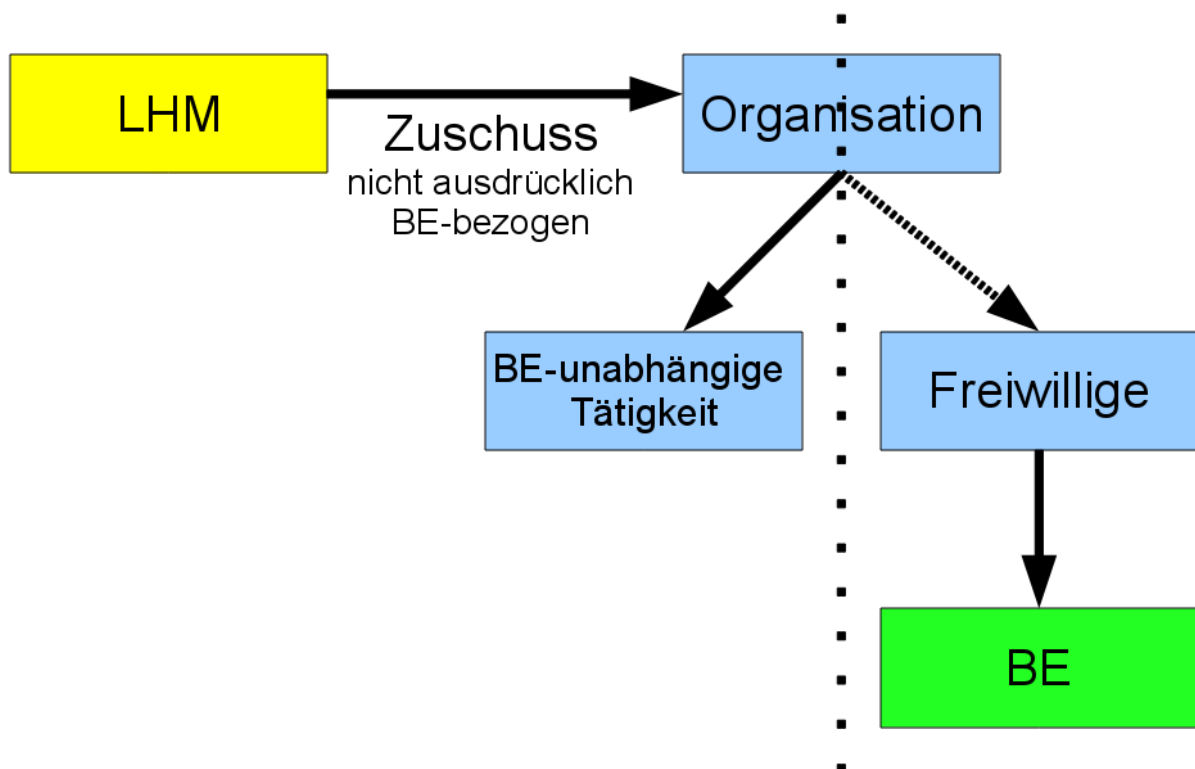 LHM
Zuschuss
nicht ausdrücklich
BE-bezogen
Organisation
BE-unabhängige
Tätigkeit
Freiwillige
BE